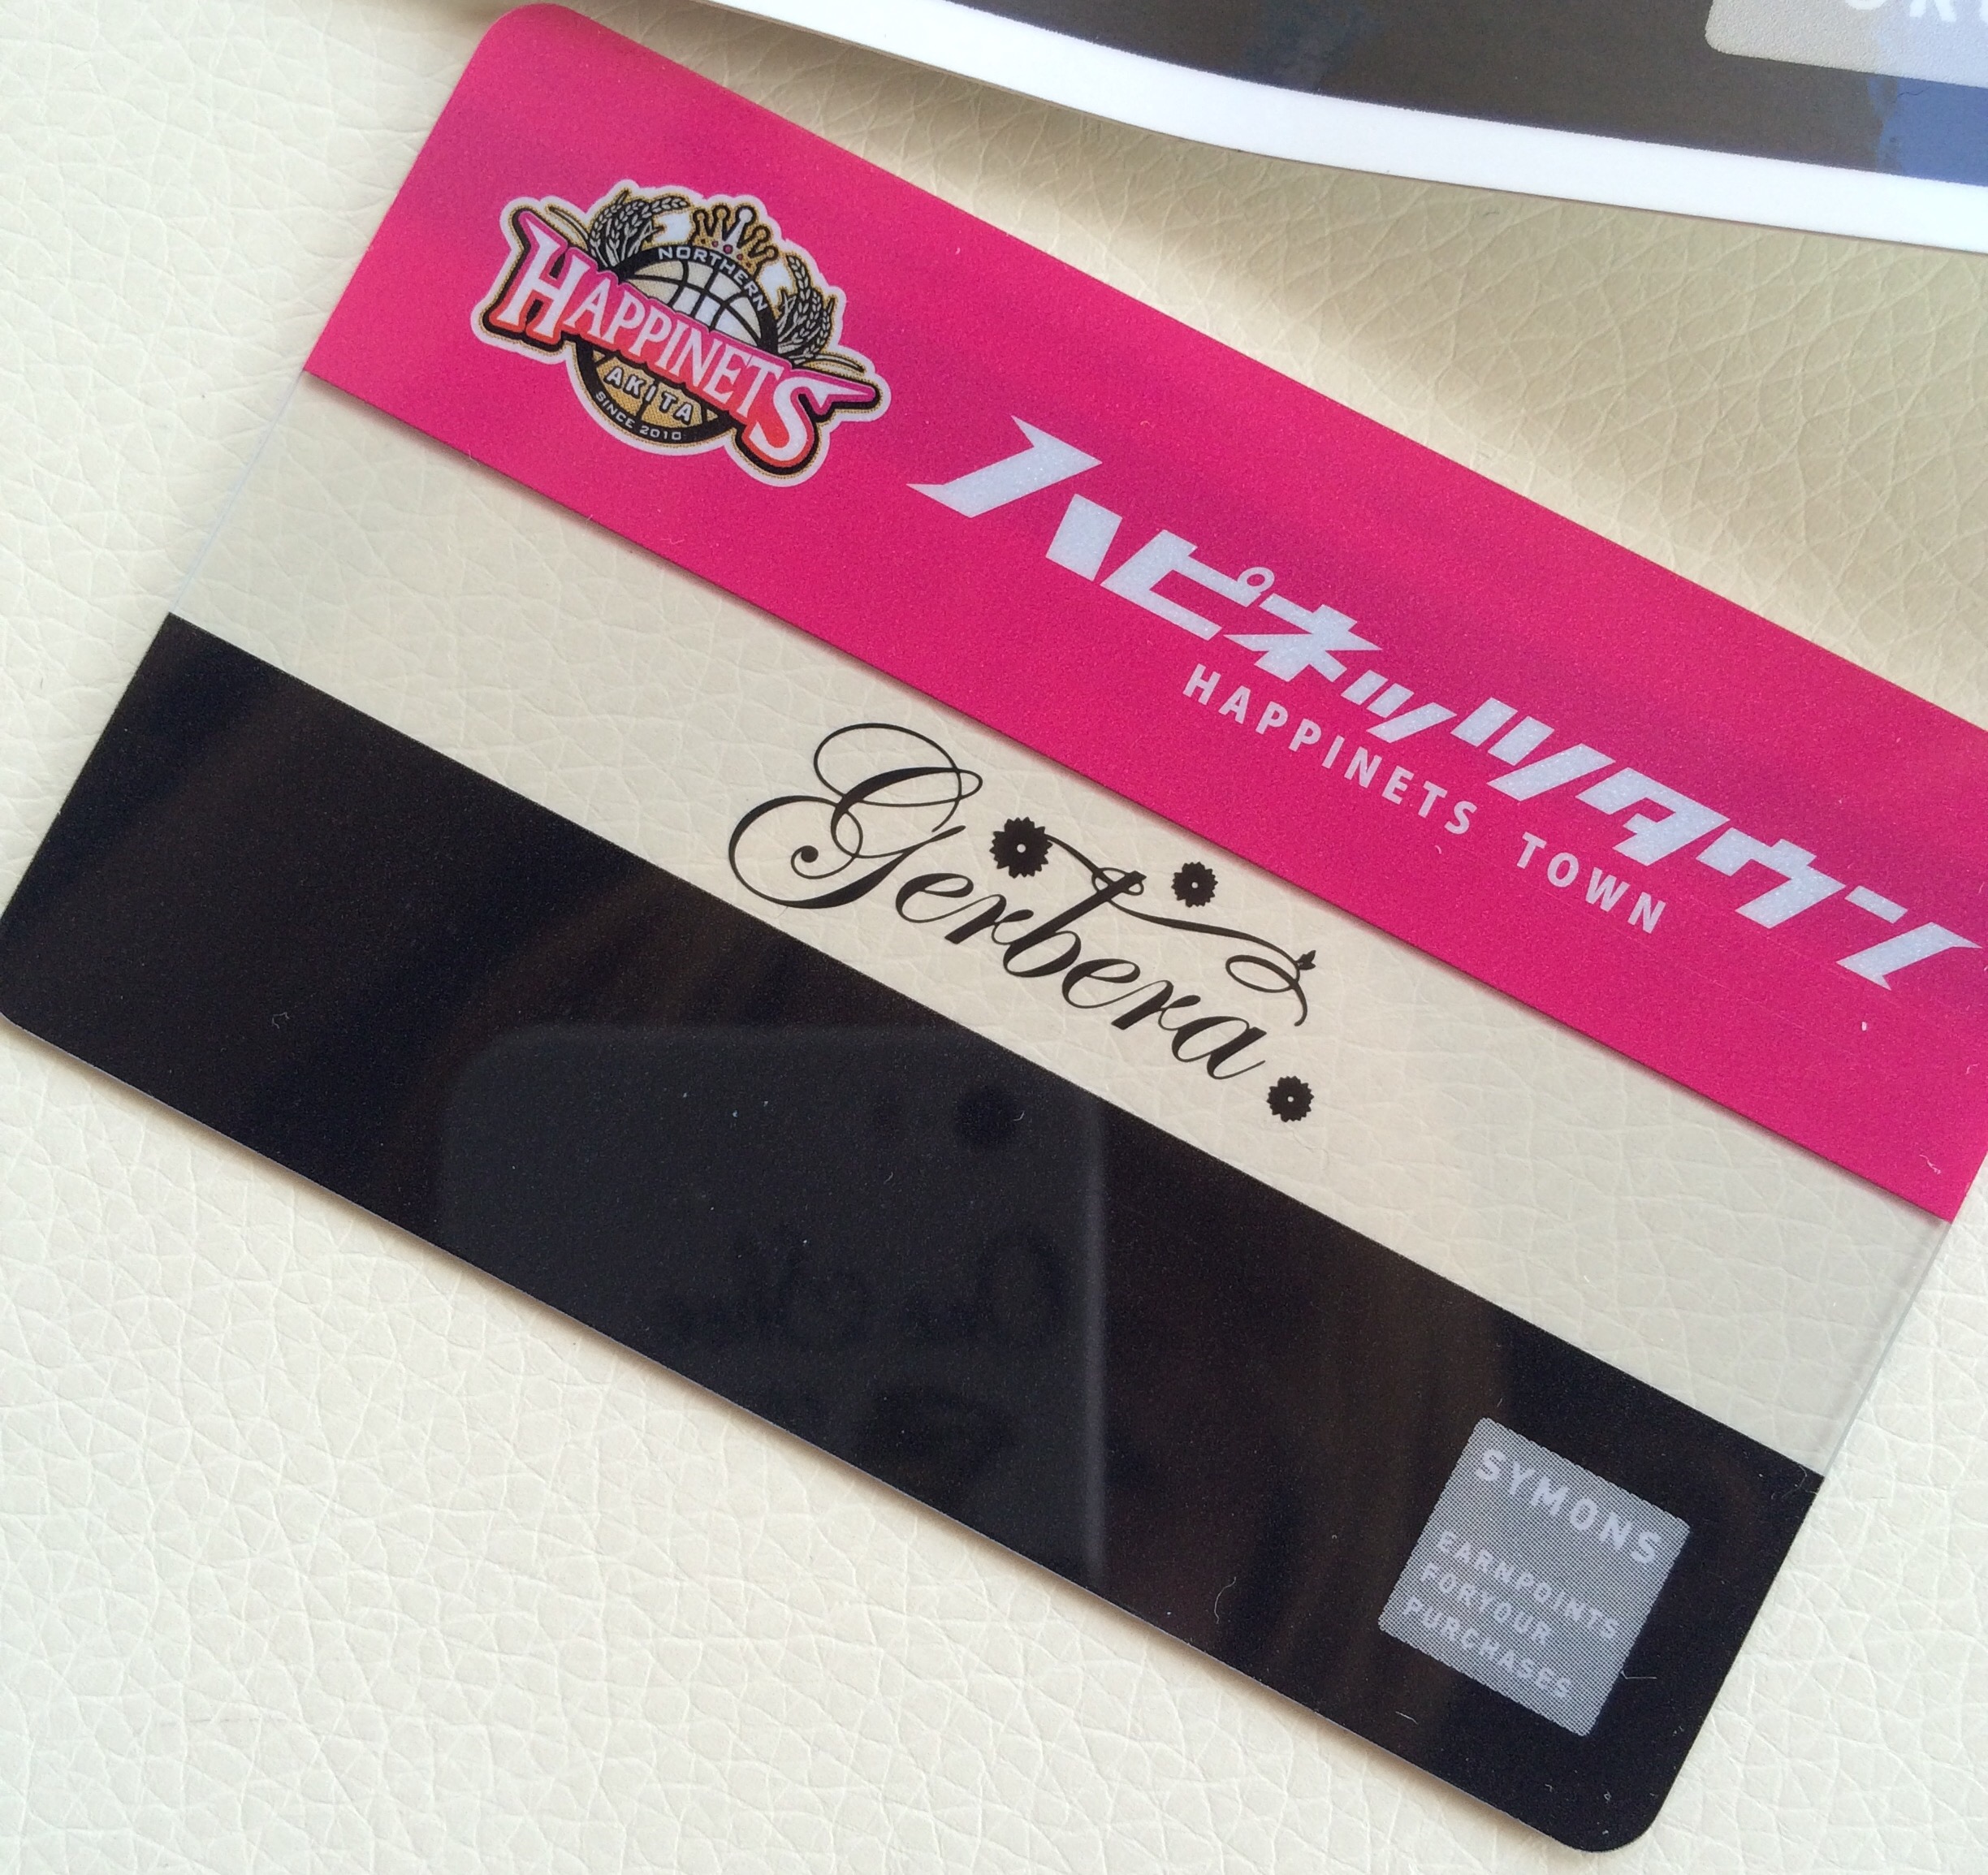 NORTHERN
HAPPINETS
AKITA
SINCE 2010
ハピネッツタウン
HAPPINETS TOWN
Gerbera
SYMONS
EARNPOINTS
FORYOUR
PURCHASES